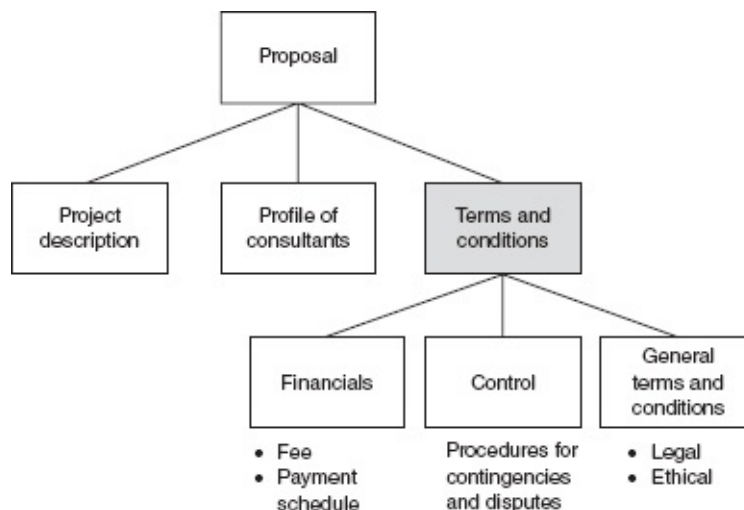 Proposal
Project
description
Profile of
consultants
Terms and
conditions
Financials
Control
General
terms and
conditions
• Fee
• Payment
schedule
Procedures for
contingencies
and disputes
• Legal
• Ethical